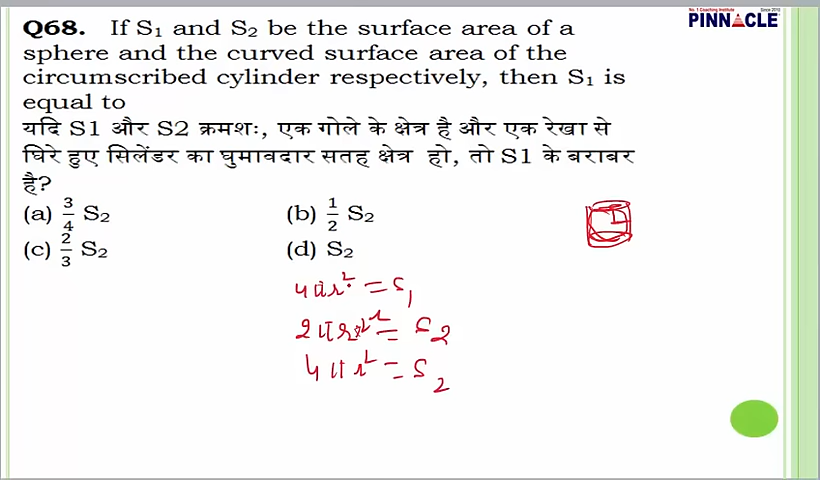 No. 1 Coaching Institute Since 2010
PINNACLE
Q68. If S₁ and S₂ be the surface area of a
sphere and the curved surface area of the
circumscribed cylinder respectively, then S₁ is
equal to
यदि S1 और S2 क्रमशः, एक गोले के क्षेत्र है और एक रेखा से
घिरे हुए सिलेंडर का घुमावदार सतह क्षेत्र हो, तो S1 के बराबर
है?
(a) 3/4 S₂ (b) 1/2 S₂
(c) 2/3 S₂ (d) S₂
4πr² = S₁
2πr×2r = S₂
4πr² = S₂